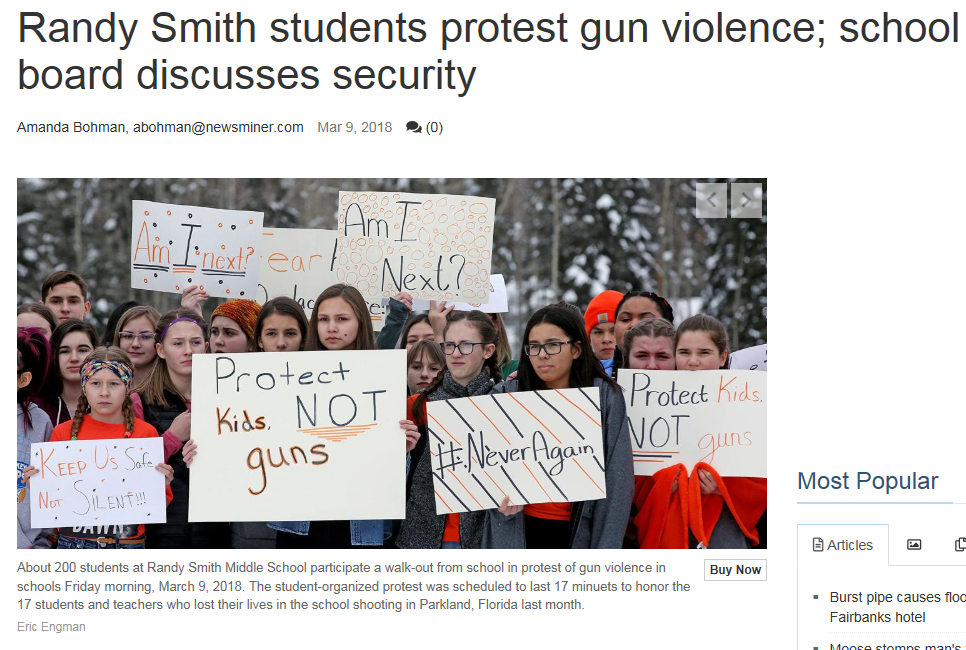 Randy Smith students protest gun violence; school
board discusses security
Amanda Bohman, abohman@newsminer.com Mar 9, 2018 (0)
Am I next?
ear
Am I
Next?
Protect
Kids,
NOT
guns
Keep Us Safe
Not Silent!!!
#NeverAgain
Protect Kids.
NOT guns
About 200 students at Randy Smith Middle School participate a walk-out from school in protest of gun violence in
schools Friday morning, March 9, 2018. The student-organized protest was scheduled to last 17 minuets to honor the
17 students and teachers who lost their lives in the school shooting in Parkland, Florida last month.
Buy Now
Eric Engman
Most Popular
Articles
Burst pipe causes floo
Fairbanks hotel
Moose stomps man's